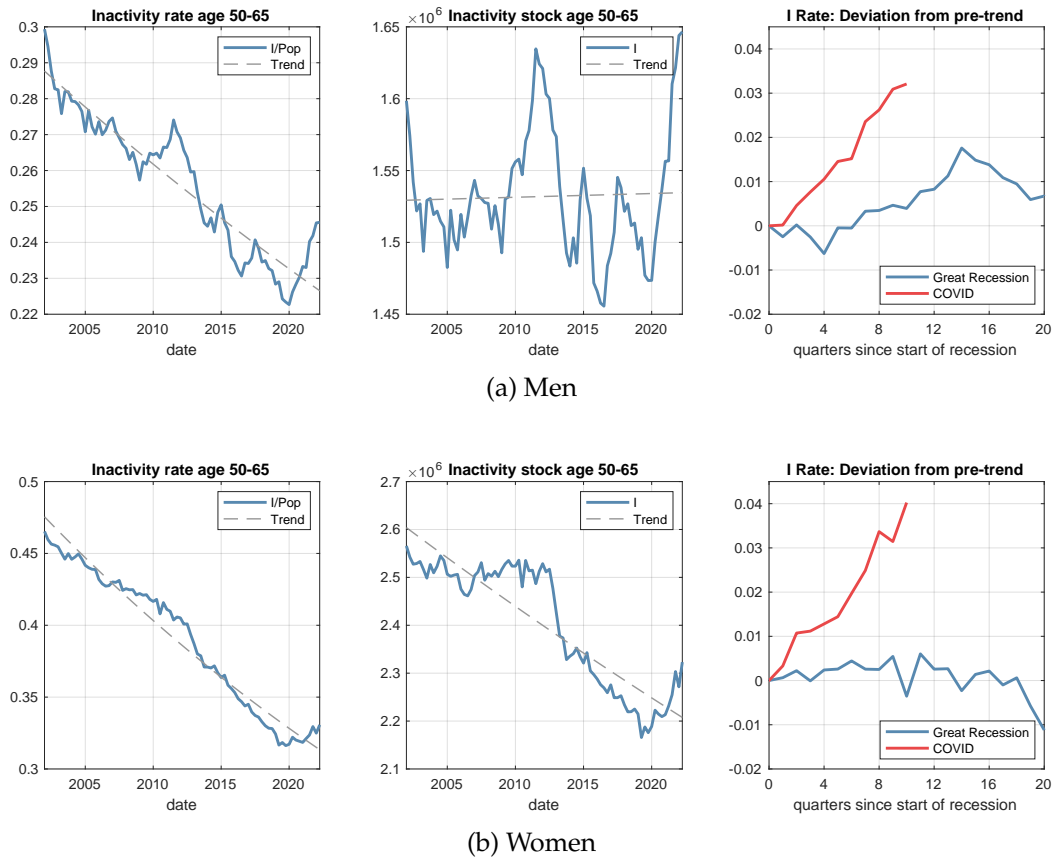 Inactivity rate age 50-65
0.3
0.29
0.28
0.27
0.26
0.25
0.24
0.23
0.22
I/Pop
Trend
2005 2010 2015 2020
date
×10⁶ Inactivity stock age 50-65
1.65
1.6
1.55
1.5
1.45
I
Trend
2005 2010 2015 2020
date
I Rate: Deviation from pre-trend
0.04
0.03
0.02
0.01
0
-0.01
-0.02
Great Recession
COVID
0 4 8 12 16 20
quarters since start of recession
(a) Men
Inactivity rate age 50-65
0.5
0.45
0.4
0.35
0.3
I/Pop
Trend
2005 2010 2015 2020
date
×10⁶ Inactivity stock age 50-65
2.7
2.6
2.5
2.4
2.3
2.2
2.1
I
Trend
2005 2010 2015 2020
date
I Rate: Deviation from pre-trend
0.04
0.03
0.02
0.01
0
-0.01
-0.02
Great Recession
COVID
0 4 8 12 16 20
quarters since start of recession
(b) Women